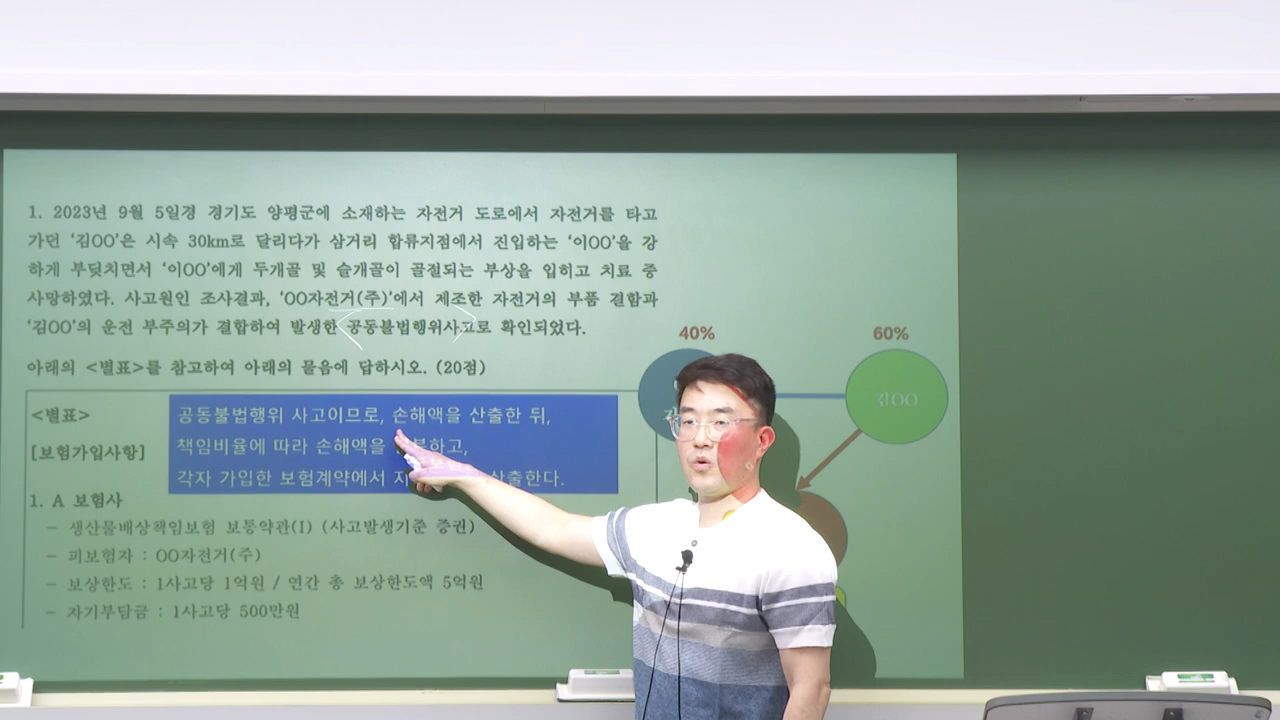 1. 2023년 9월 5일경 경기도 양평군에 소재하는 자전거 도로에서 자전거를 타고
가던 '김OO'은 시속 30km로 달리다가 삼거리 합류지점에서 진입하는 '이OO'을 강
하게 부딪치면서 '이OO'에게 두개골 및 슬개골이 골절되는 부상을 입히고 치료 중
사망하였다. 사고원인 조사결과, 'OO자전거(주)'에서 제조한 자전거의 부품 결함과
'김OO'의 운전 부주의가 결합하여 발생한 공동불법행위사고로 확인되었다.
아래의 <별표>를 참고하여 아래의 물음에 답하시오. (20점)
40%
60%
김OO
<별표>
공동불법행위 사고이므로, 손해액을 산출한 뒤,
[보험가입사항]
책임비율에 따라 손해액을 하고,
각자 가입한 보험계약에서 산출한다.
1. A 보험사
- 생산물배상책임보험 보통약관(I) (사고발생기준 증권)
- 피보험자 : OO자전거(주)
- 보상한도 : 1사고당 1억원 / 연간 총 보상한도액 5억원
- 자기부담금 : 1사고당 500만원